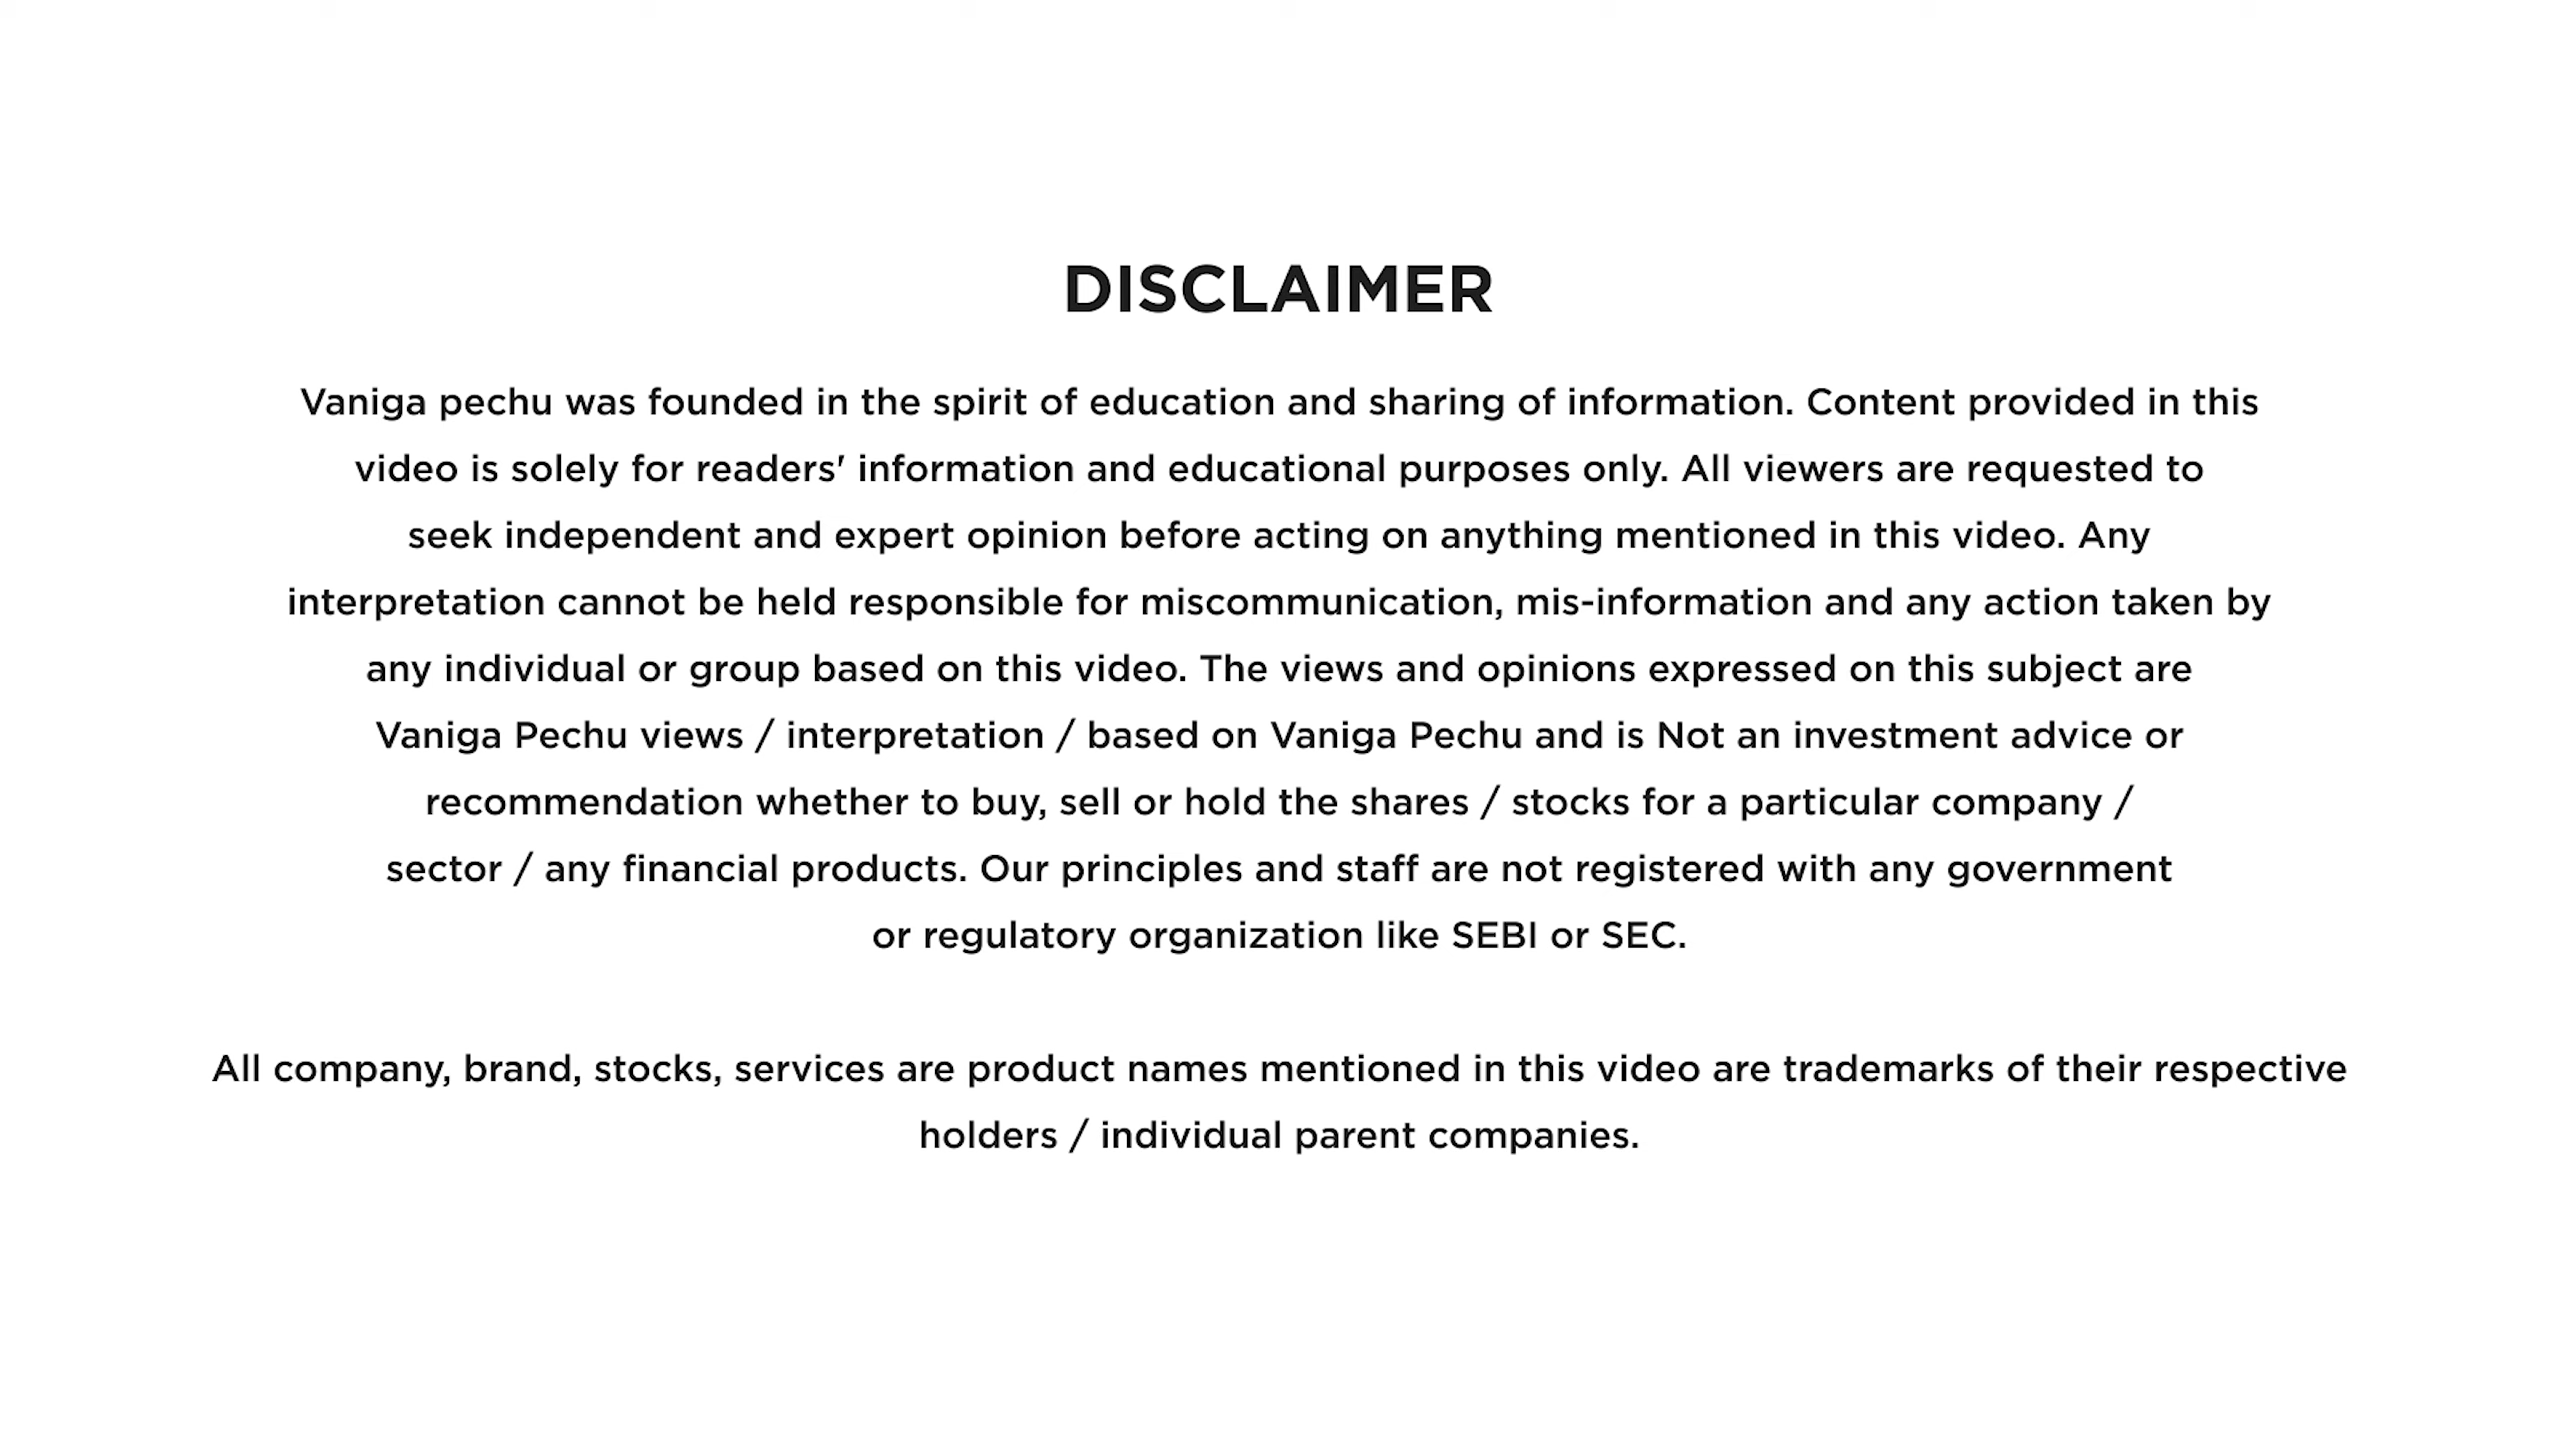 DISCLAIMER
Vaniga pechu was founded in the spirit of education and sharing of information. Content provided in this
video is solely for readers' information and educational purposes only. All viewers are requested to
seek independent and expert opinion before acting on anything mentioned in this video. Any
interpretation cannot be held responsible for miscommunication, mis-information and any action taken by
any individual or group based on this video. The views and opinions expressed on this subject are
Vaniga Pechu views / interpretation / based on Vaniga Pechu and is Not an investment advice or
recommendation whether to buy, sell or hold the shares / stocks for a particular company /
sector / any financial products. Our principles and staff are not registered with any government
or regulatory organization like SEBI or SEC.
All company, brand, stocks, services are product names mentioned in this video are trademarks of their respective
holders / individual parent companies.